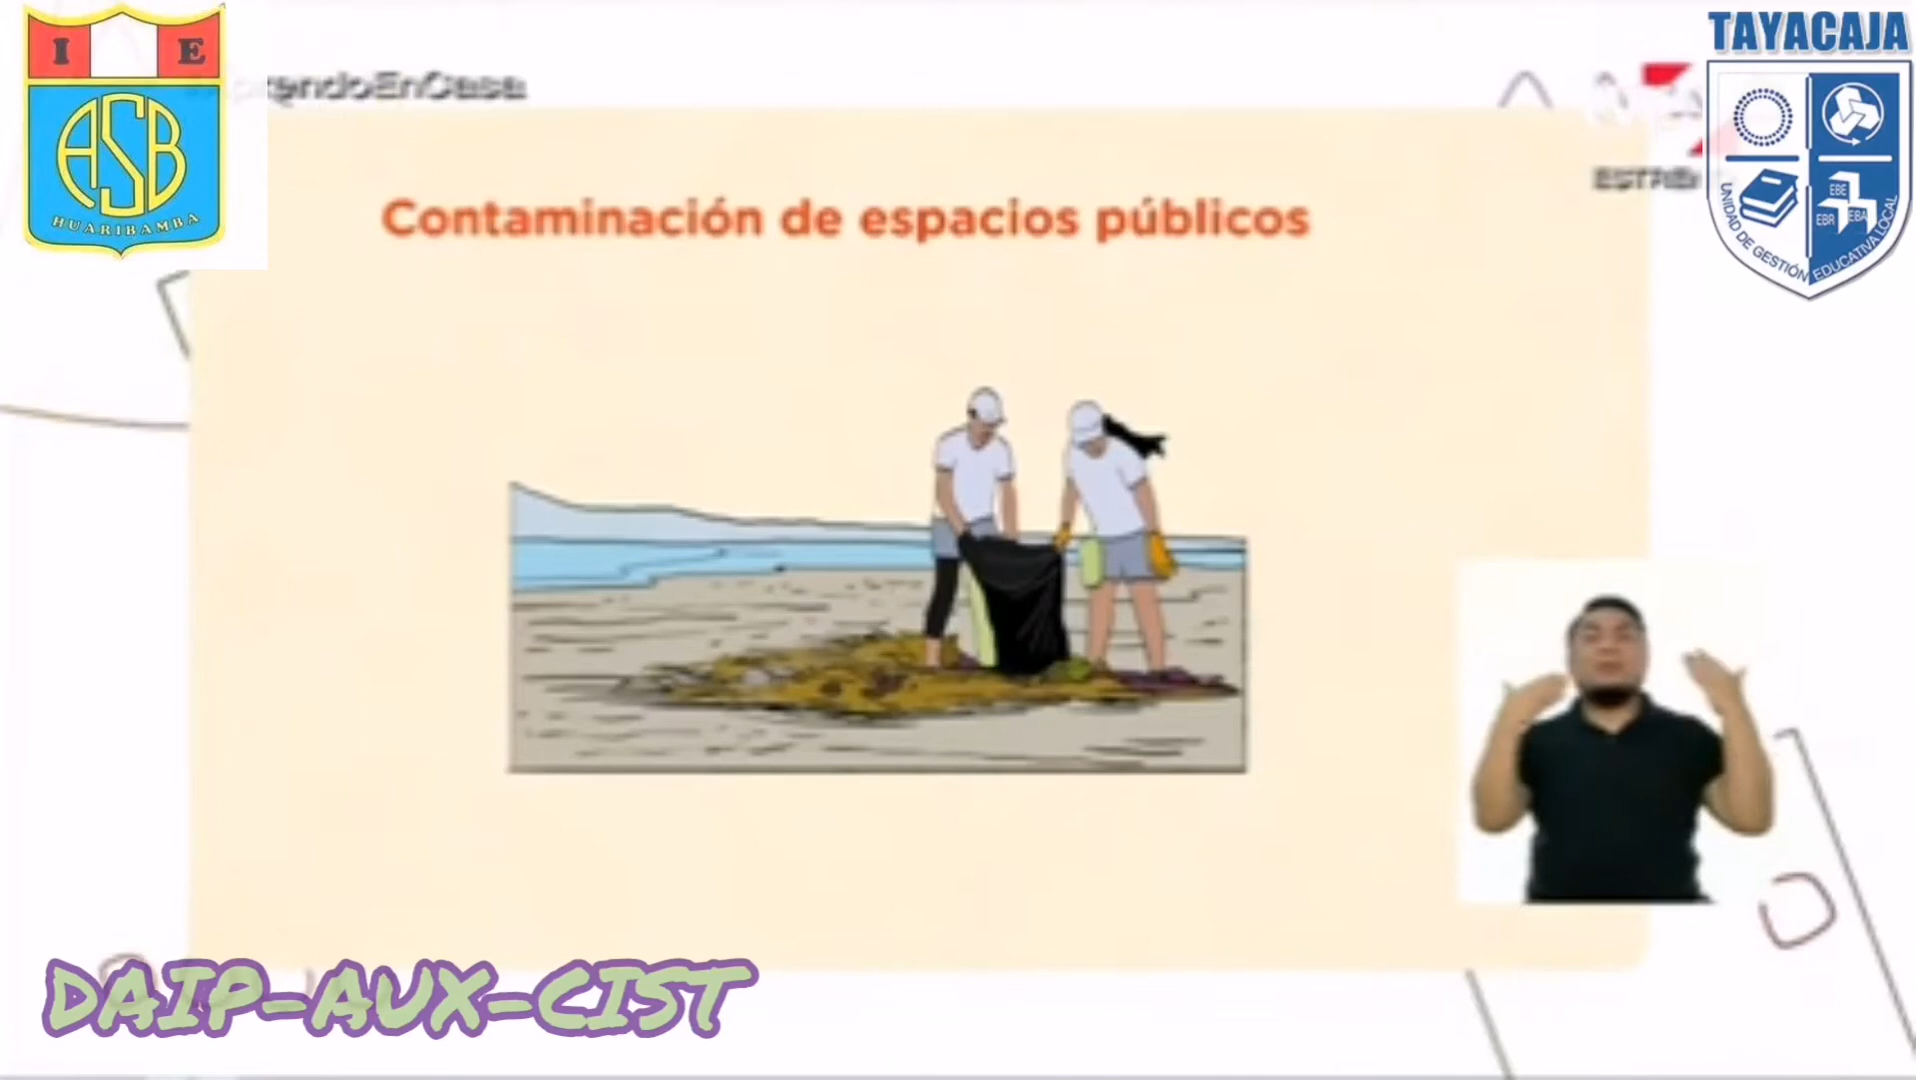 I E
ASB
HUARIBAMBA
TAYACAJA
EBE
EBR
EBA
UNIDAD DE GESTIÓN EDUCATIVA LOCAL
Contaminación de espacios públicos
DAIP-AUX-CIST